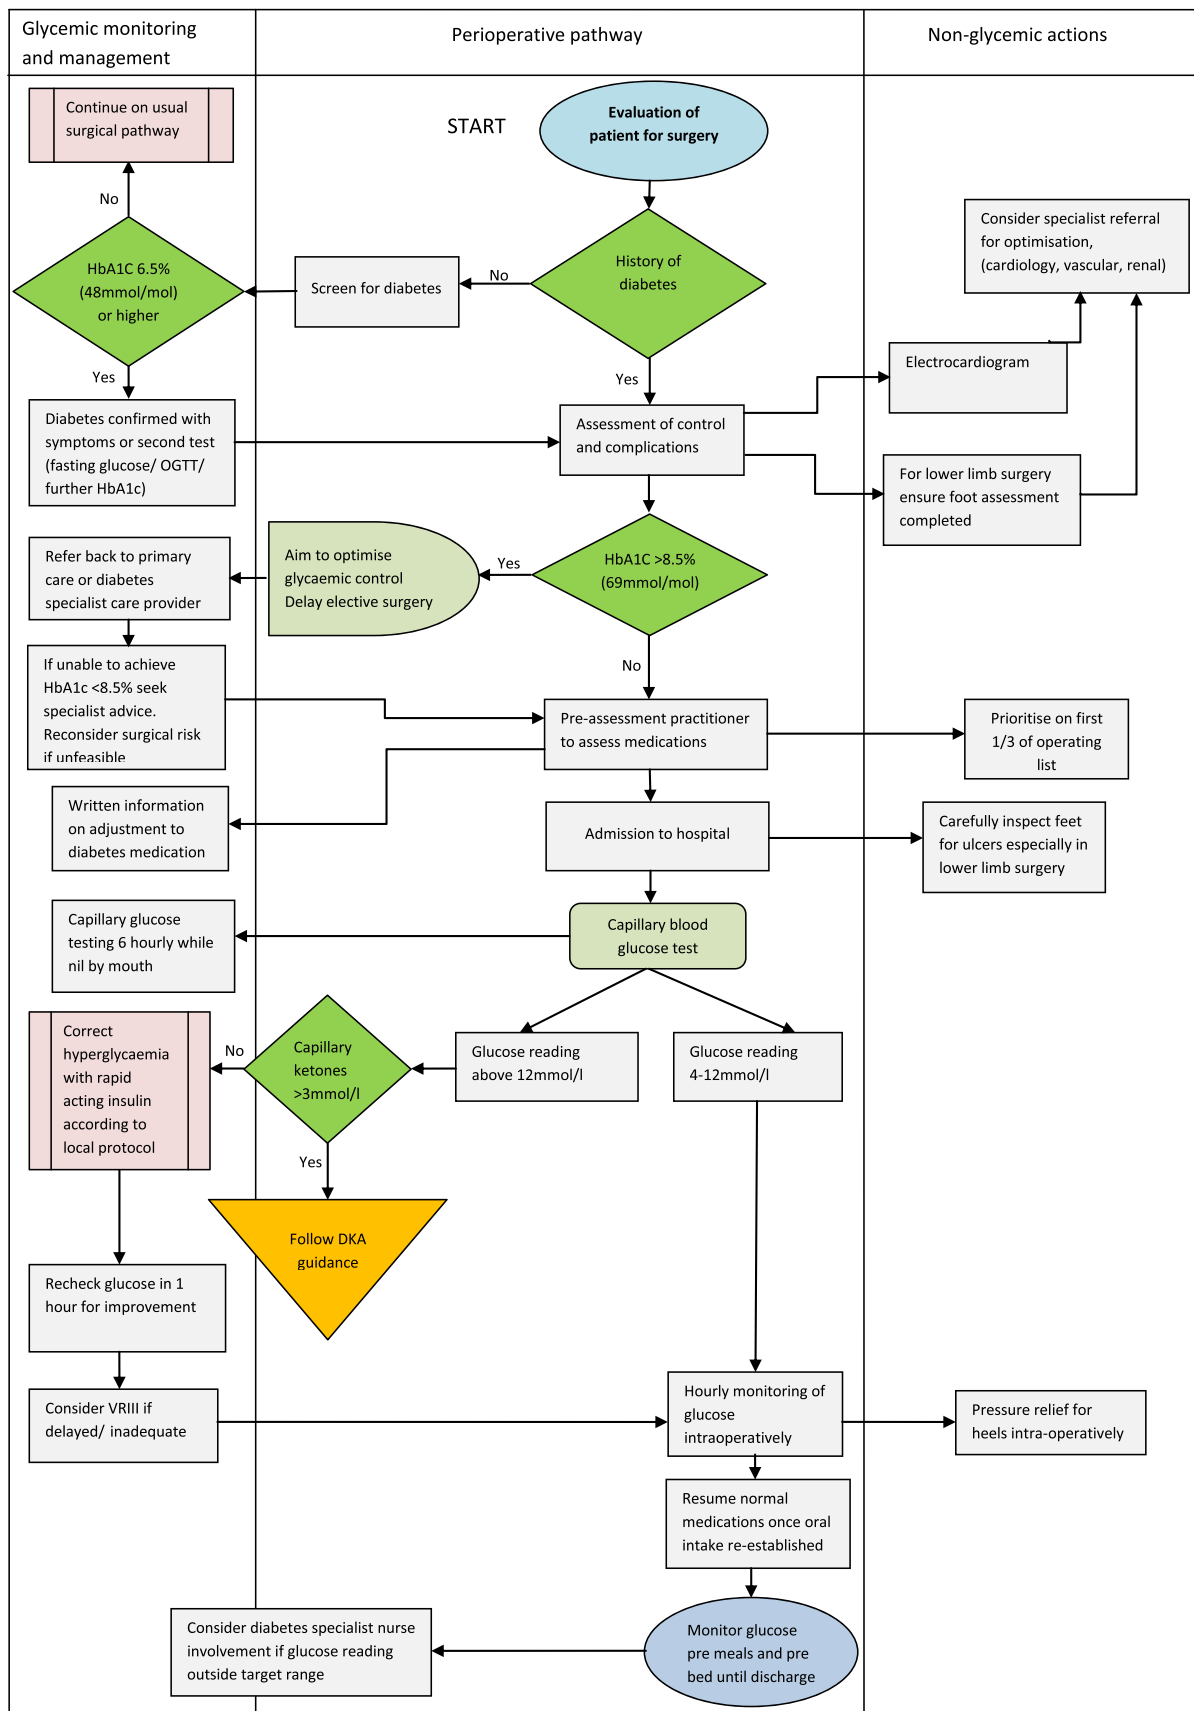 Glycemic monitoring
and management
Perioperative pathway
Non-glycemic actions
Continue on usual
surgical pathway
START
Evaluation of
patient for surgery
No
HbA1C 6.5%
(48mmol/mol)
or higher
Screen for diabetes
No
History of
diabetes
Consider specialist referral
for optimisation,
(cardiology, vascular, renal)
Yes
Yes
Electrocardiogram
Diabetes confirmed with
symptoms or second test
(fasting glucose/ OGTT/
further HbA1c)
Assessment of control
and complications
For lower limb surgery
ensure foot assessment
completed
Refer back to primary
care or diabetes
specialist care provider
Aim to optimise
glycaemic control
Delay elective surgery
Yes
HbA1C >8.5%
(69mmol/mol)
No
If unable to achieve
HbA1c <8.5% seek
specialist advice.
Reconsider surgical risk
if unfeasible
Pre-assessment practitioner
to assess medications
Prioritise on first
1/3 of operating
list
Written information
on adjustment to
diabetes medication
Admission to hospital
Carefully inspect feet
for ulcers especially in
lower limb surgery
Capillary glucose
testing 6 hourly while
nil by mouth
Capillary blood
glucose test
Correct
hyperglycaemia
with rapid
acting insulin
according to
local protocol
No
Capillary
ketones
>3mmol/l
Glucose reading
above 12mmol/l
Glucose reading
4-12mmol/l
Yes
Follow DKA
guidance
Recheck glucose in 1
hour for improvement
Consider VRIII if
delayed/ inadequate
Hourly monitoring of
glucose
intraoperatively
Pressure relief for
heels intra-operatively
Resume normal
medications once oral
intake re-established
Consider diabetes specialist nurse
involvement if glucose reading
outside target range
Monitor glucose
pre meals and pre
bed until discharge